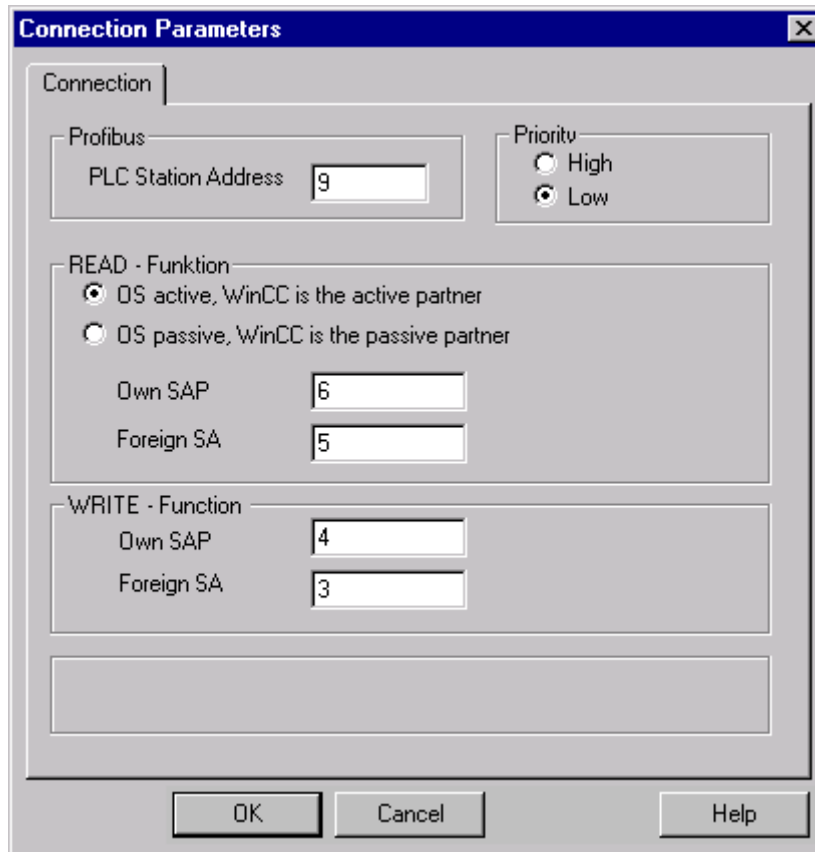 Connection Parameters
Connection
Profibus
PLC Station Address 9
Priority
High
Low
READ - Funktion
OS active, WinCC is the active partner
OS passive, WinCC is the passive partner
Own SAP 6
Foreign SA 5
WRITE - Function
Own SAP 4
Foreign SA 3
OK Cancel Help